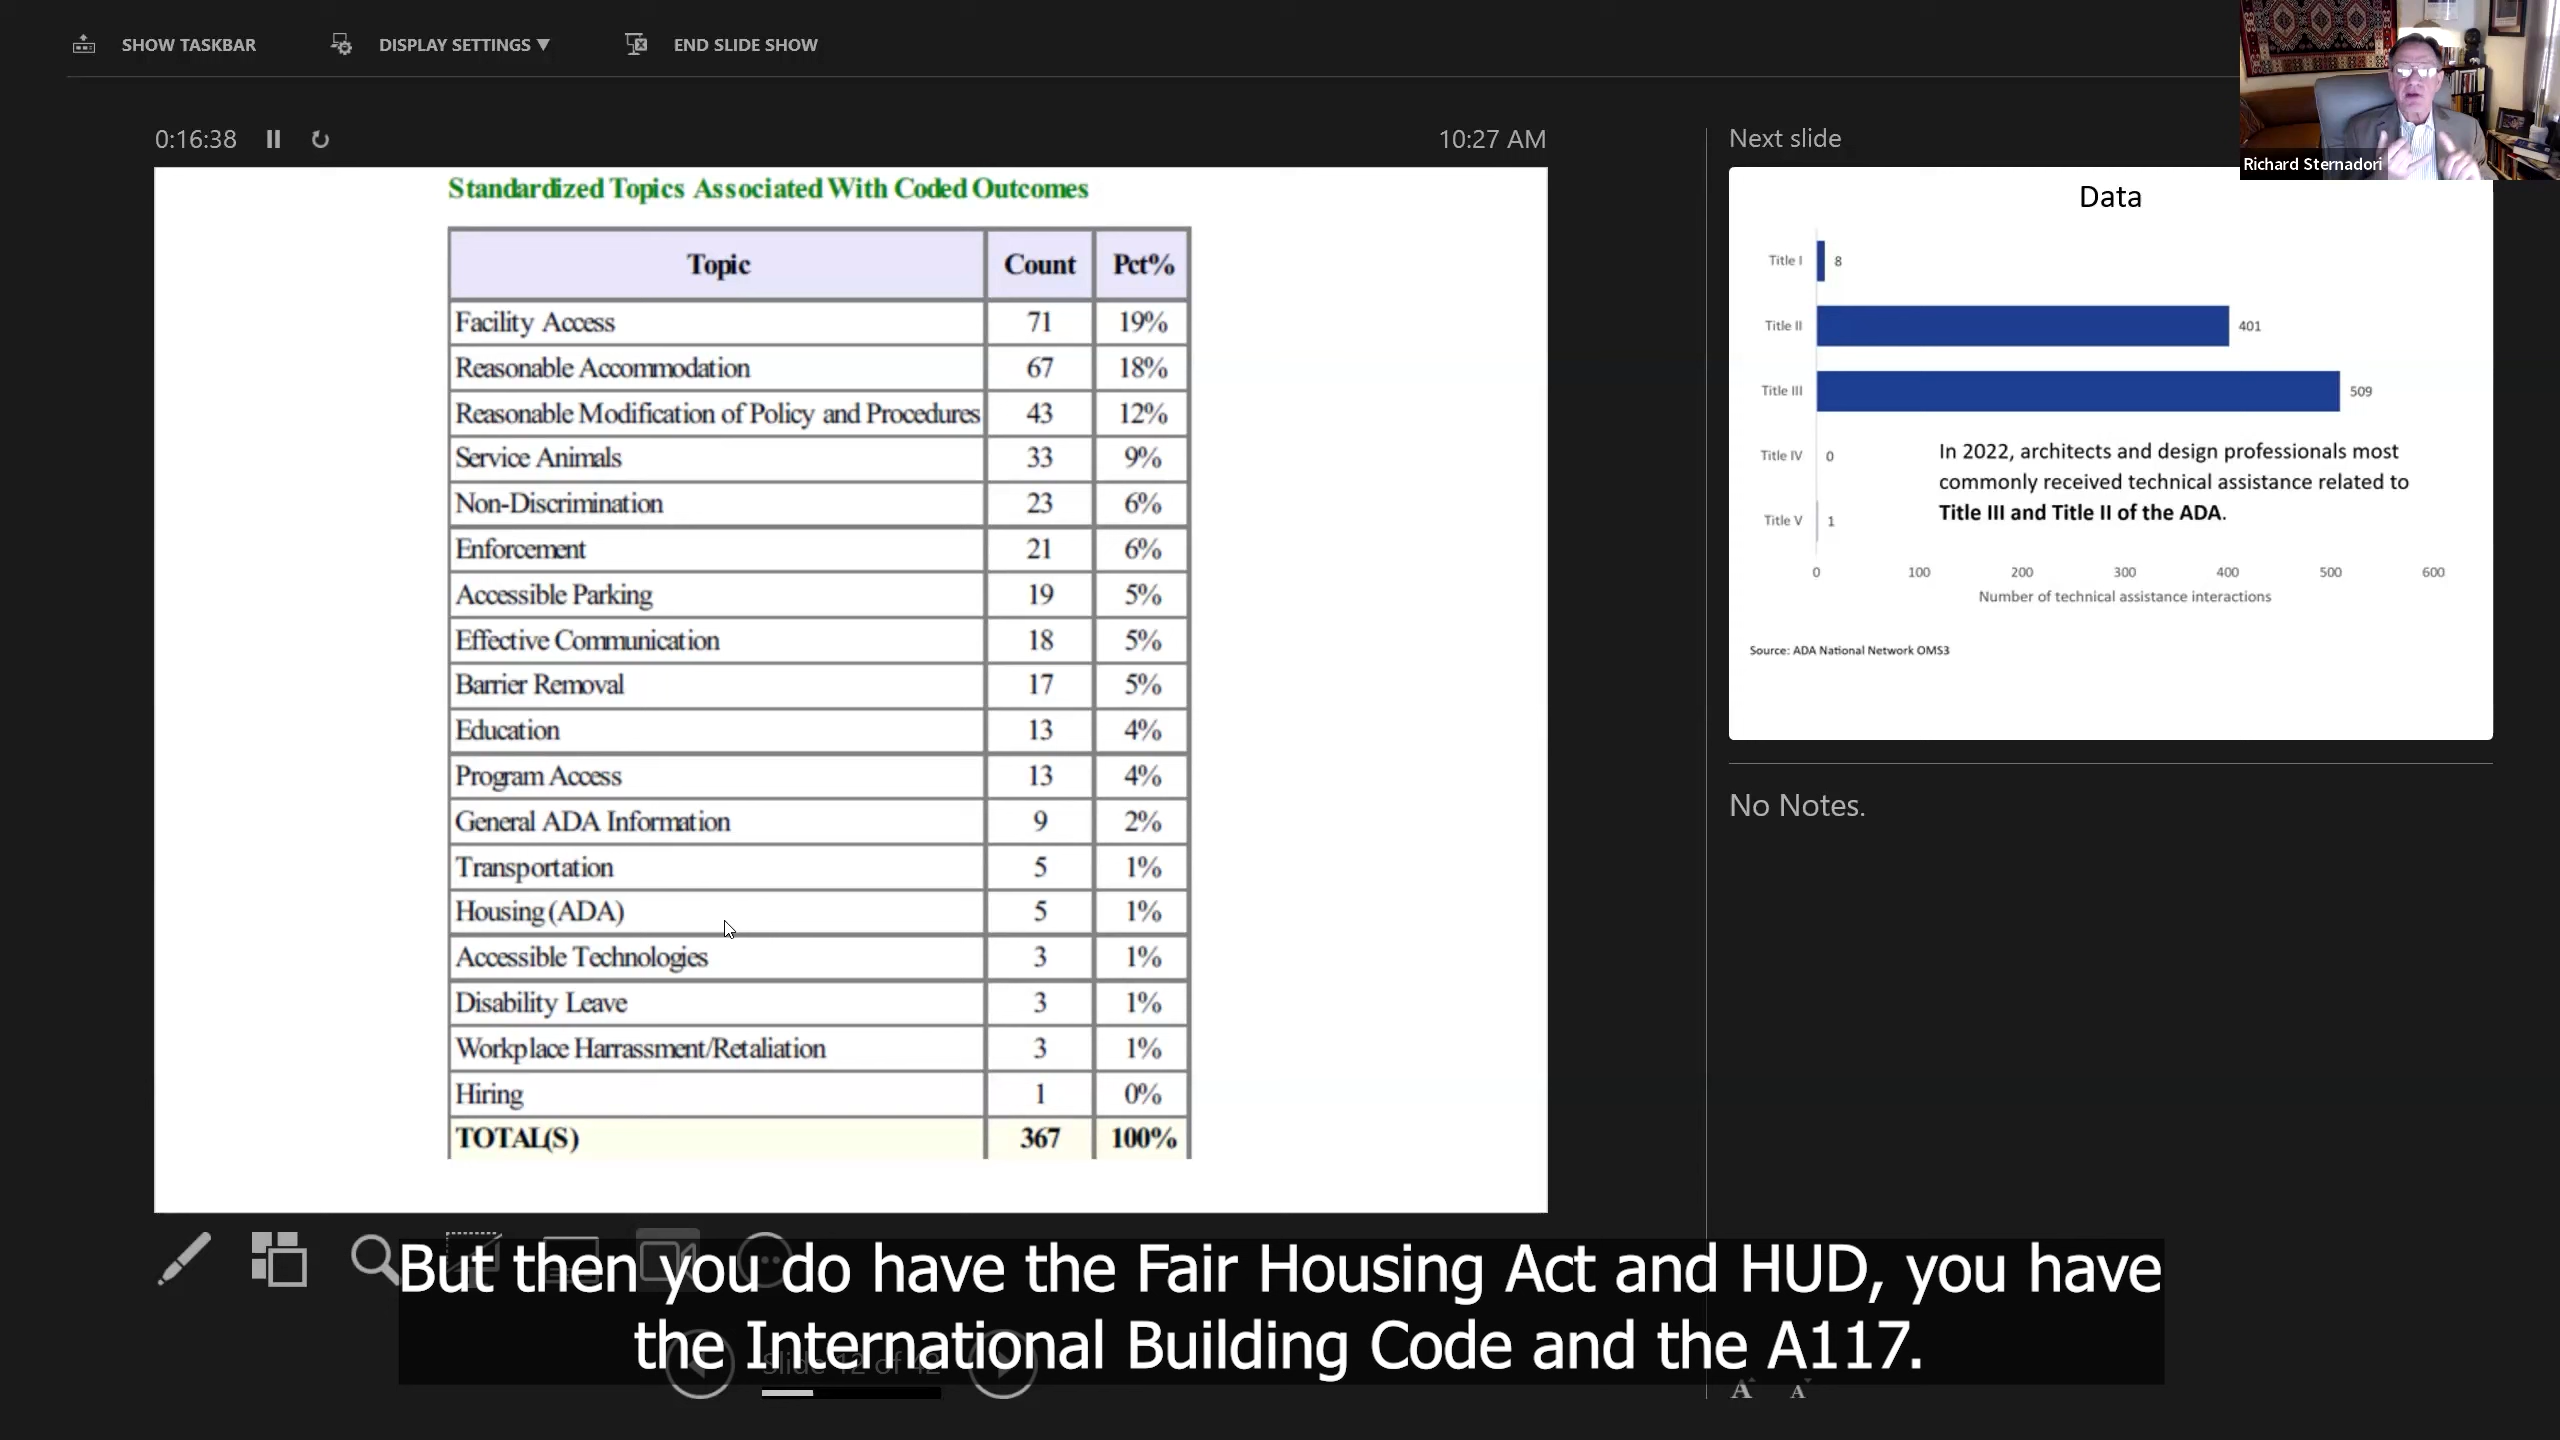 SHOW TASKBAR DISPLAY SETTINGS ▼ END SLIDE SHOW
Richard Sternadori
0:16:38 10:27 AM
Standardized Topics Associated With Coded Outcomes
Topic Count Pct%
Facility Access 71 19%
Reasonable Accommodation 67 18%
Reasonable Modification of Policy and Procedures 43 12%
Service Animals 33 9%
Non-Discrimination 23 6%
Enforcement 21 6%
Accessible Parking 19 5%
Effective Communication 18 5%
Barrier Removal 17 5%
Education 13 4%
Program Access 13 4%
General ADA Information 9 2%
Transportation 5 1%
Housing (ADA) 5 1%
Accessible Technologies 3 1%
Disability Leave 3 1%
Workplace Harrassment/Retaliation 3 1%
Hiring 1 0%
TOTAL(S) 367 100%
Next slide
Data
Title I 8
Title II 401
Title III 509
Title IV 0
Title V 1
In 2022, architects and design professionals most
commonly received technical assistance related to
Title III and Title II of the ADA.
0 100 200 300 400 500 600
Number of technical assistance interactions
Source: ADA National Network OMS3
No Notes.
But then you do have the Fair Housing Act and HUD, you have
the International Building Code and the A117.
Slide 12 of 42
A A